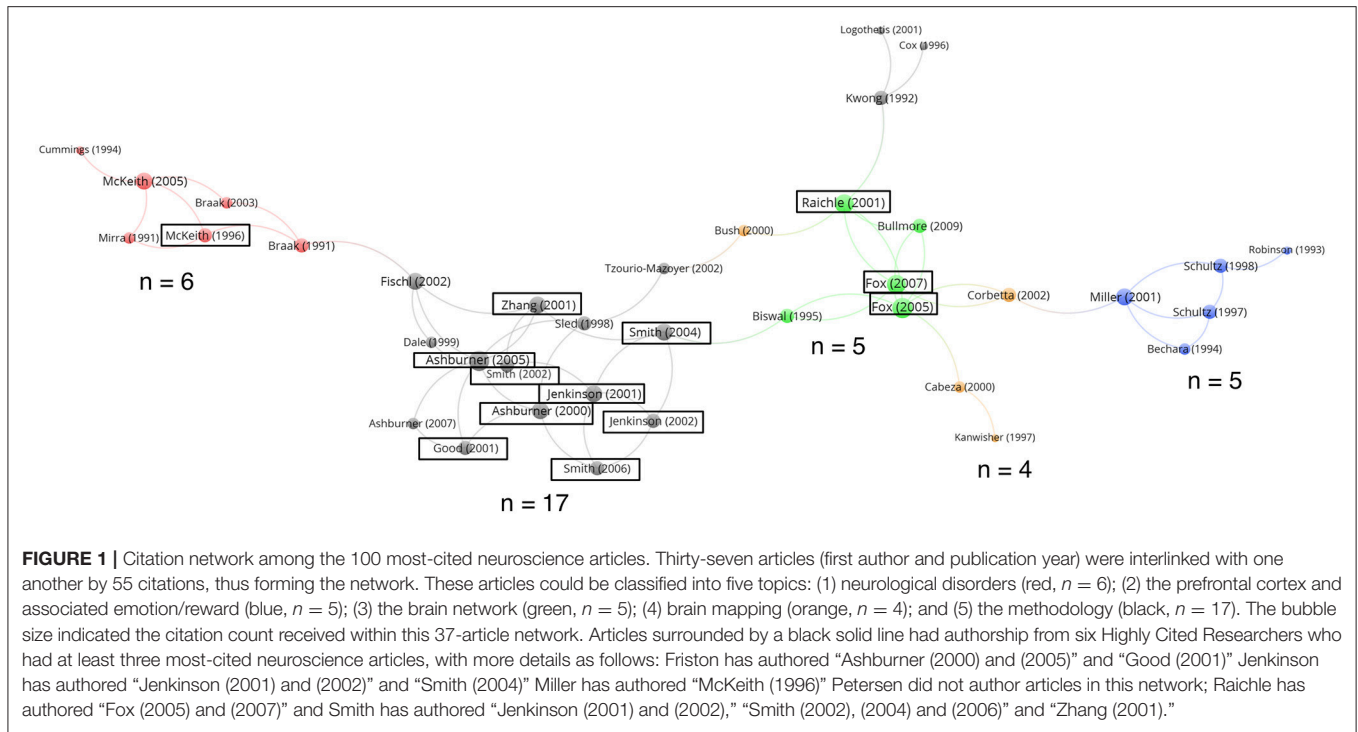 Logothetis (2001)
Cox (1996)
Kwong (1992)
Cummings (1994)
McKeith (2005)
Braak (2003)
Mirra (1991)
McKeith (1996)
Braak (1991)
n = 6
Raichle (2001)
Bush (2000)
Bullmore (2009)
Tzourio-Mazoyer (2002)
Fischl (2002)
Fox (2007)
Fox (2005)
Corbetta (2002)
Robinson (1993)
Schultz (1998)
Miller (2001)
Schultz (1997)
Bechara (1994)
n = 5
Zhang (2001)
Sled (1998)
Smith (2004)
Biswal (1995)
n = 5
Dale (1999)
Ashburner (2005)
Smith (2002)
Jenkinson (2001)
Ashburner (2000)
Jenkinson (2002)
Ashburner (2007)
Good (2001)
Smith (2006)
n = 17
Cabeza (2000)
Kanwisher (1997)
n = 4
FIGURE 1 | Citation network among the 100 most-cited neuroscience articles. Thirty-seven articles (first author and publication year) were interlinked with one
another by 55 citations, thus forming the network. These articles could be classified into five topics: (1) neurological disorders (red, n = 6); (2) the prefrontal cortex and
associated emotion/reward (blue, n = 5); (3) the brain network (green, n = 5); (4) brain mapping (orange, n = 4); and (5) the methodology (black, n = 17). The bubble
size indicated the citation count received within this 37-article network. Articles surrounded by a black solid line had authorship from six Highly Cited Researchers who
had at least three most-cited neuroscience articles, with more details as follows: Friston has authored “Ashburner (2000) and (2005)” and “Good (2001)” Jenkinson
has authored “Jenkinson (2001) and (2002)” and “Smith (2004)” Miller has authored “McKeith (1996)” Petersen did not author articles in this network; Raichle has
authored “Fox (2005) and (2007)” and Smith has authored “Jenkinson (2001) and (2002),” “Smith (2002), (2004) and (2006)” and “Zhang (2001).”